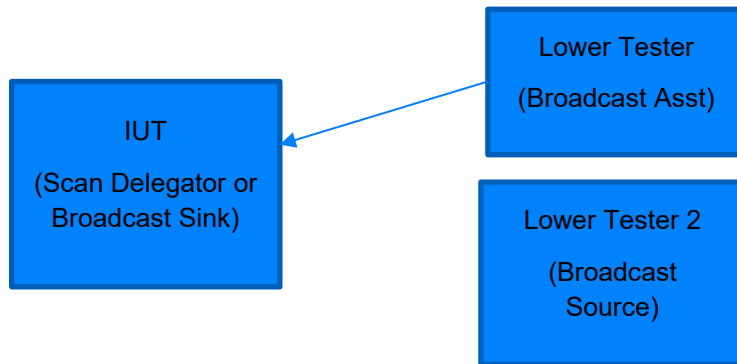 IUT
(Scan Delegator or
Broadcast Sink)
Lower Tester
(Broadcast Asst)
Lower Tester 2
(Broadcast
Source)